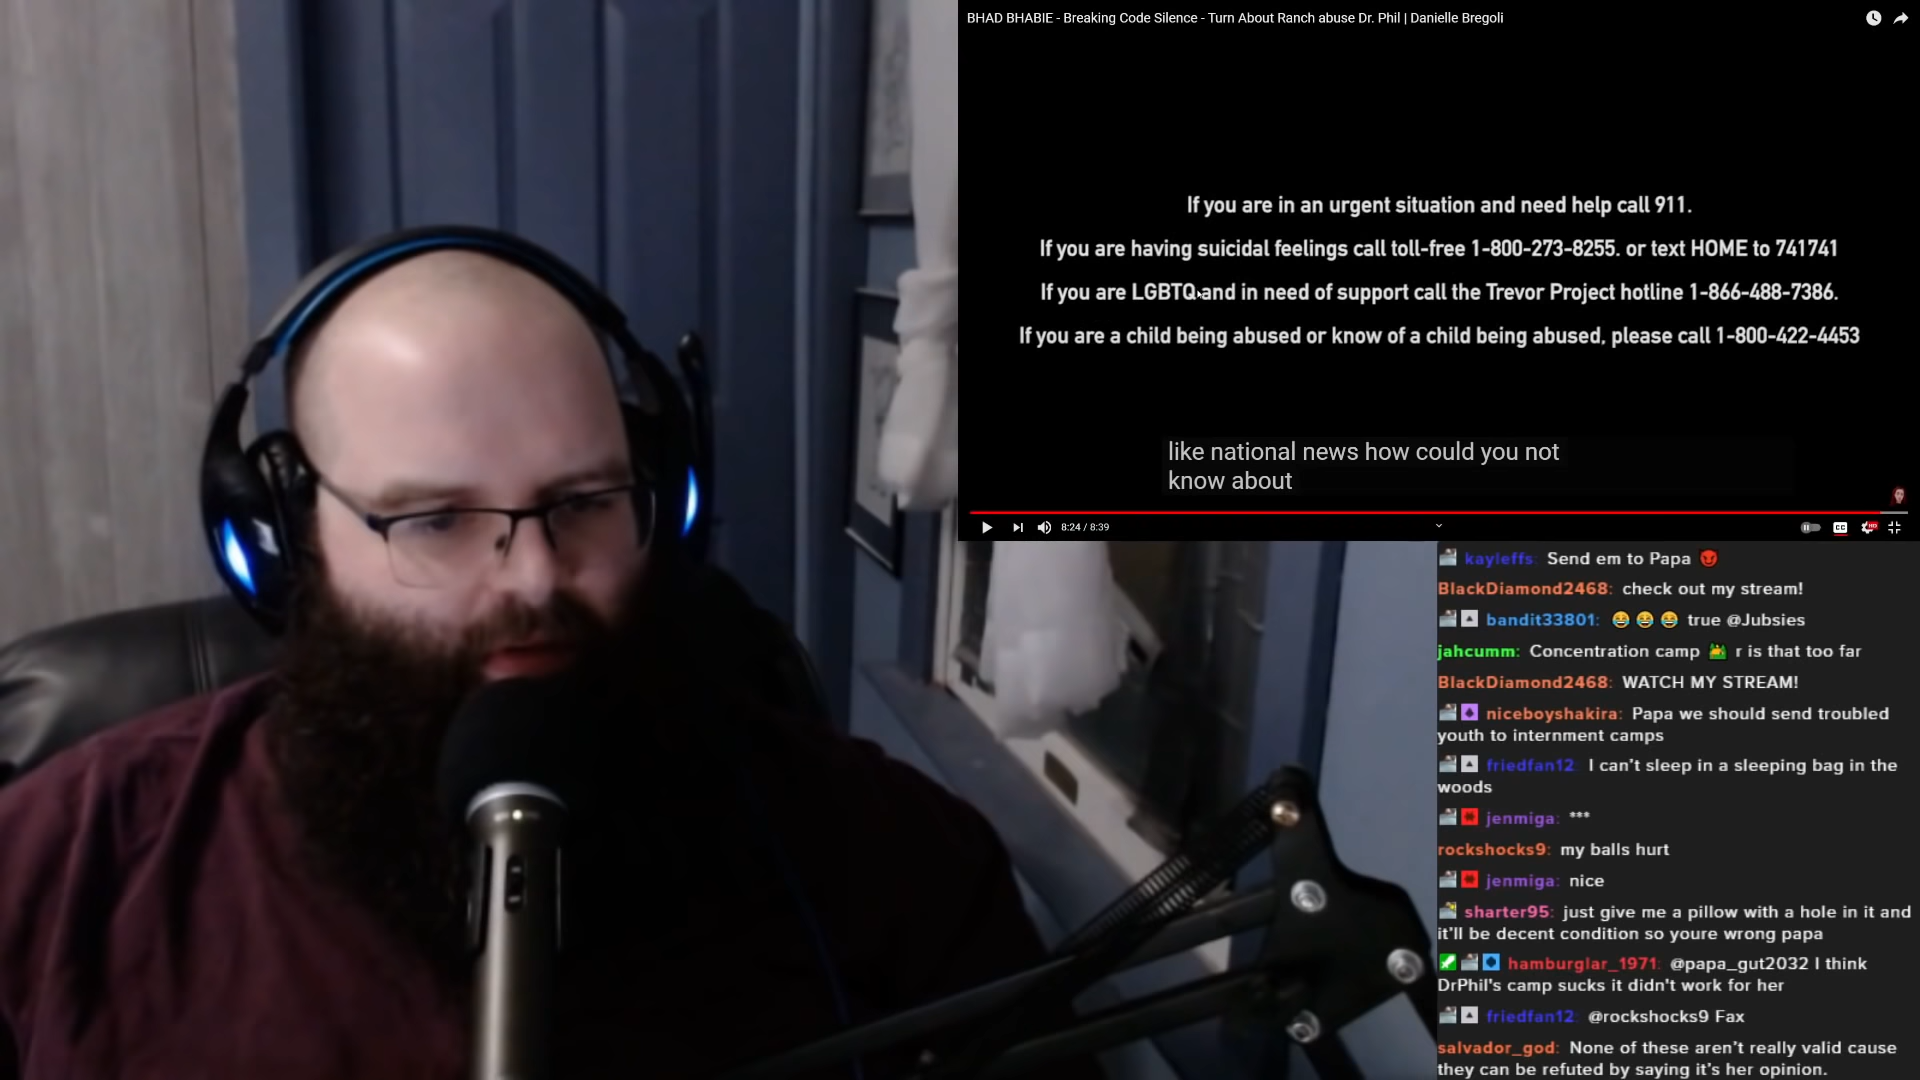 BHAD BHABIE - Breaking Code Silence - Turn About Ranch abuse Dr. Phil | Danielle Bregoli
If you are in an urgent situation and need help call 911.
If you are having suicidal feelings call toll-free 1-800-273-8255. or text HOME to 741741
If you are LGBTQ and in need of support call the Trevor Project hotline 1-866-488-7386.
If you are a child being abused or know of a child being abused, please call 1-800-422-4453
like national news how could you not
know about
8:24 / 8:39
CC
HD
kayleffs: Send em to Papa 😈
BlackDiamond2468: check out my stream!
bandit33801: 😂 😂 😂 true @Jubsies
jahcumm: Concentration camp 🏕 r is that too far
BlackDiamond2468: WATCH MY STREAM!
niceboyshakira: Papa we should send troubled
youth to internment camps
friedfan12: I can't sleep in a sleeping bag in the
woods
jenmiga: ***
rockshocks9: my balls hurt
jenmiga: nice
sharter95: just give me a pillow with a hole in it and
it'll be decent condition so youre wrong papa
hamburglar_1971: @papa_gut2032 I think
DrPhil's camp sucks it didn't work for her
friedfan12: @rockshocks9 Fax
salvador_god: None of these aren't really valid cause
they can be refuted by saying it's her opinion.